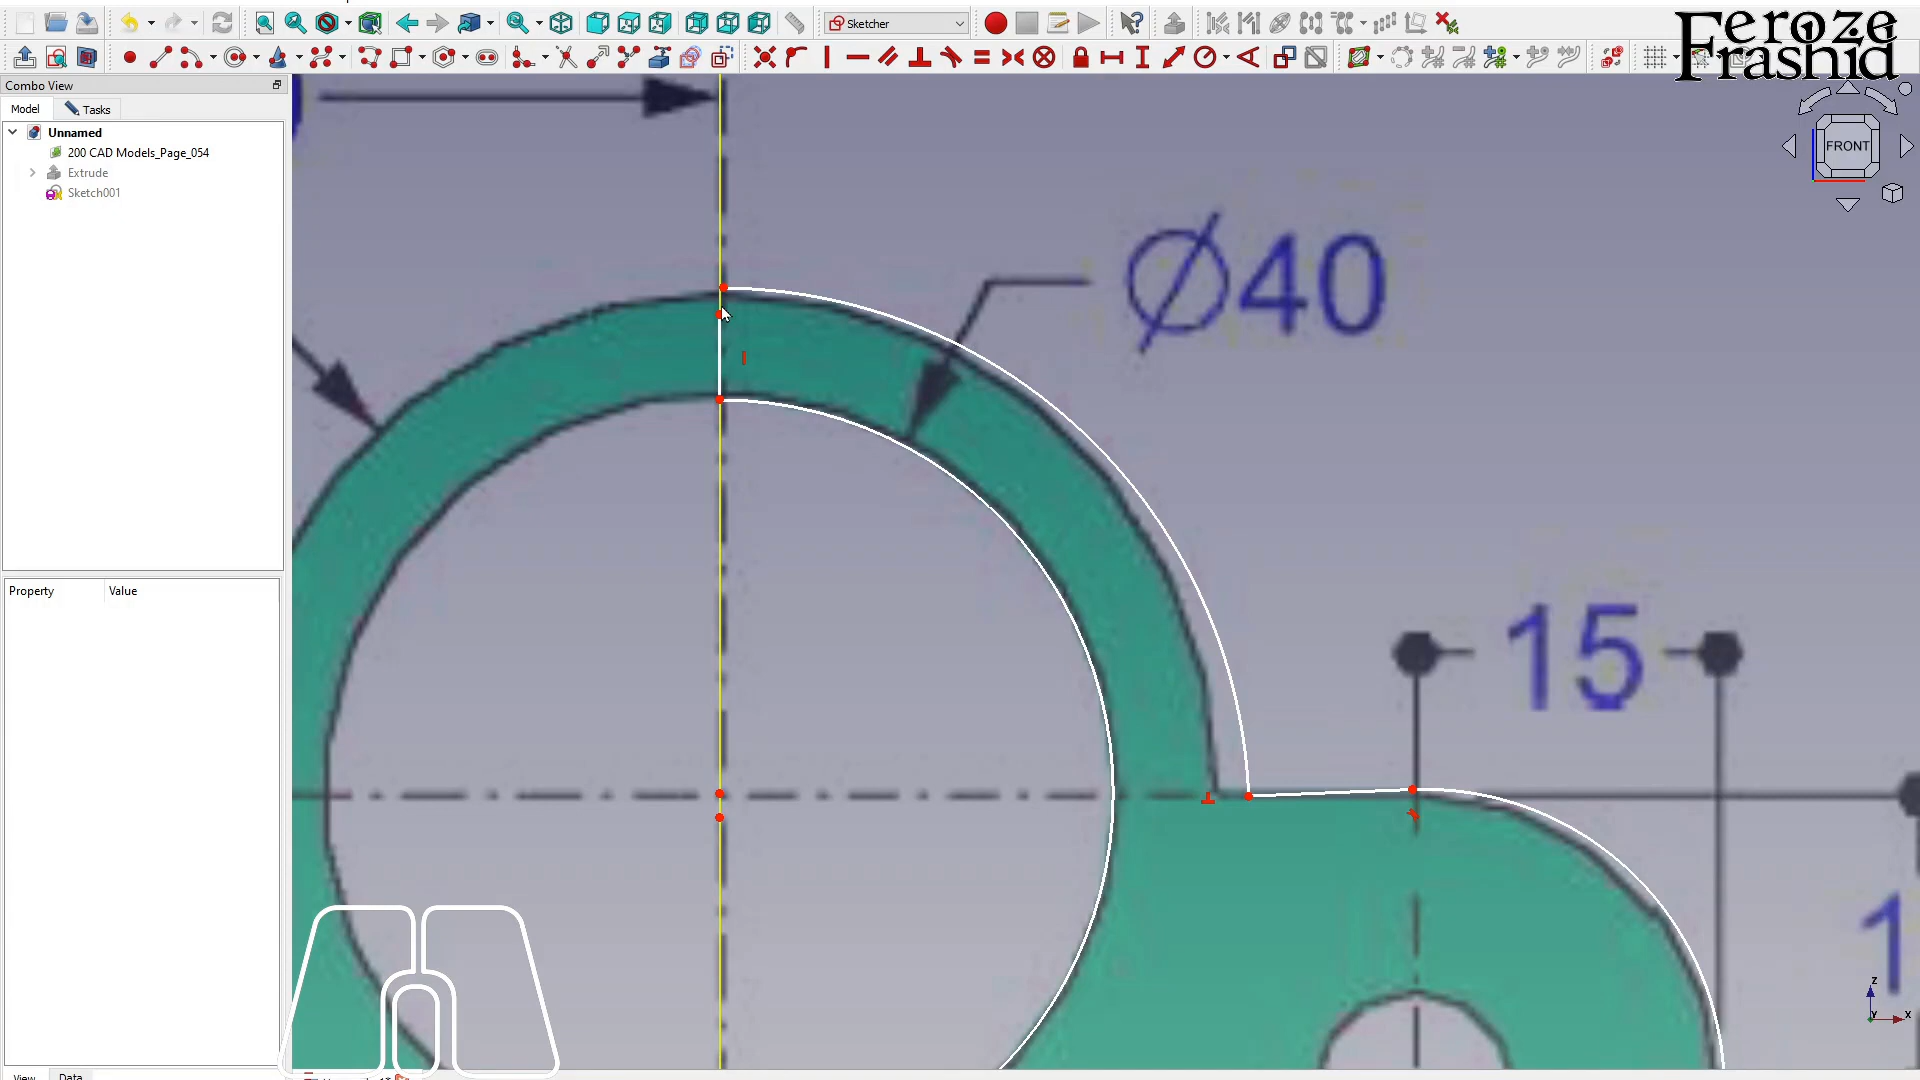 Sketcher
Feroze
Frashid
Combo View
Model
Tasks
Unnamed
200 CAD Models_Page_054
Extrude
Sketch001
Property
Value
FRONT
Ø40
15
1
Z
Y
X
View
Data